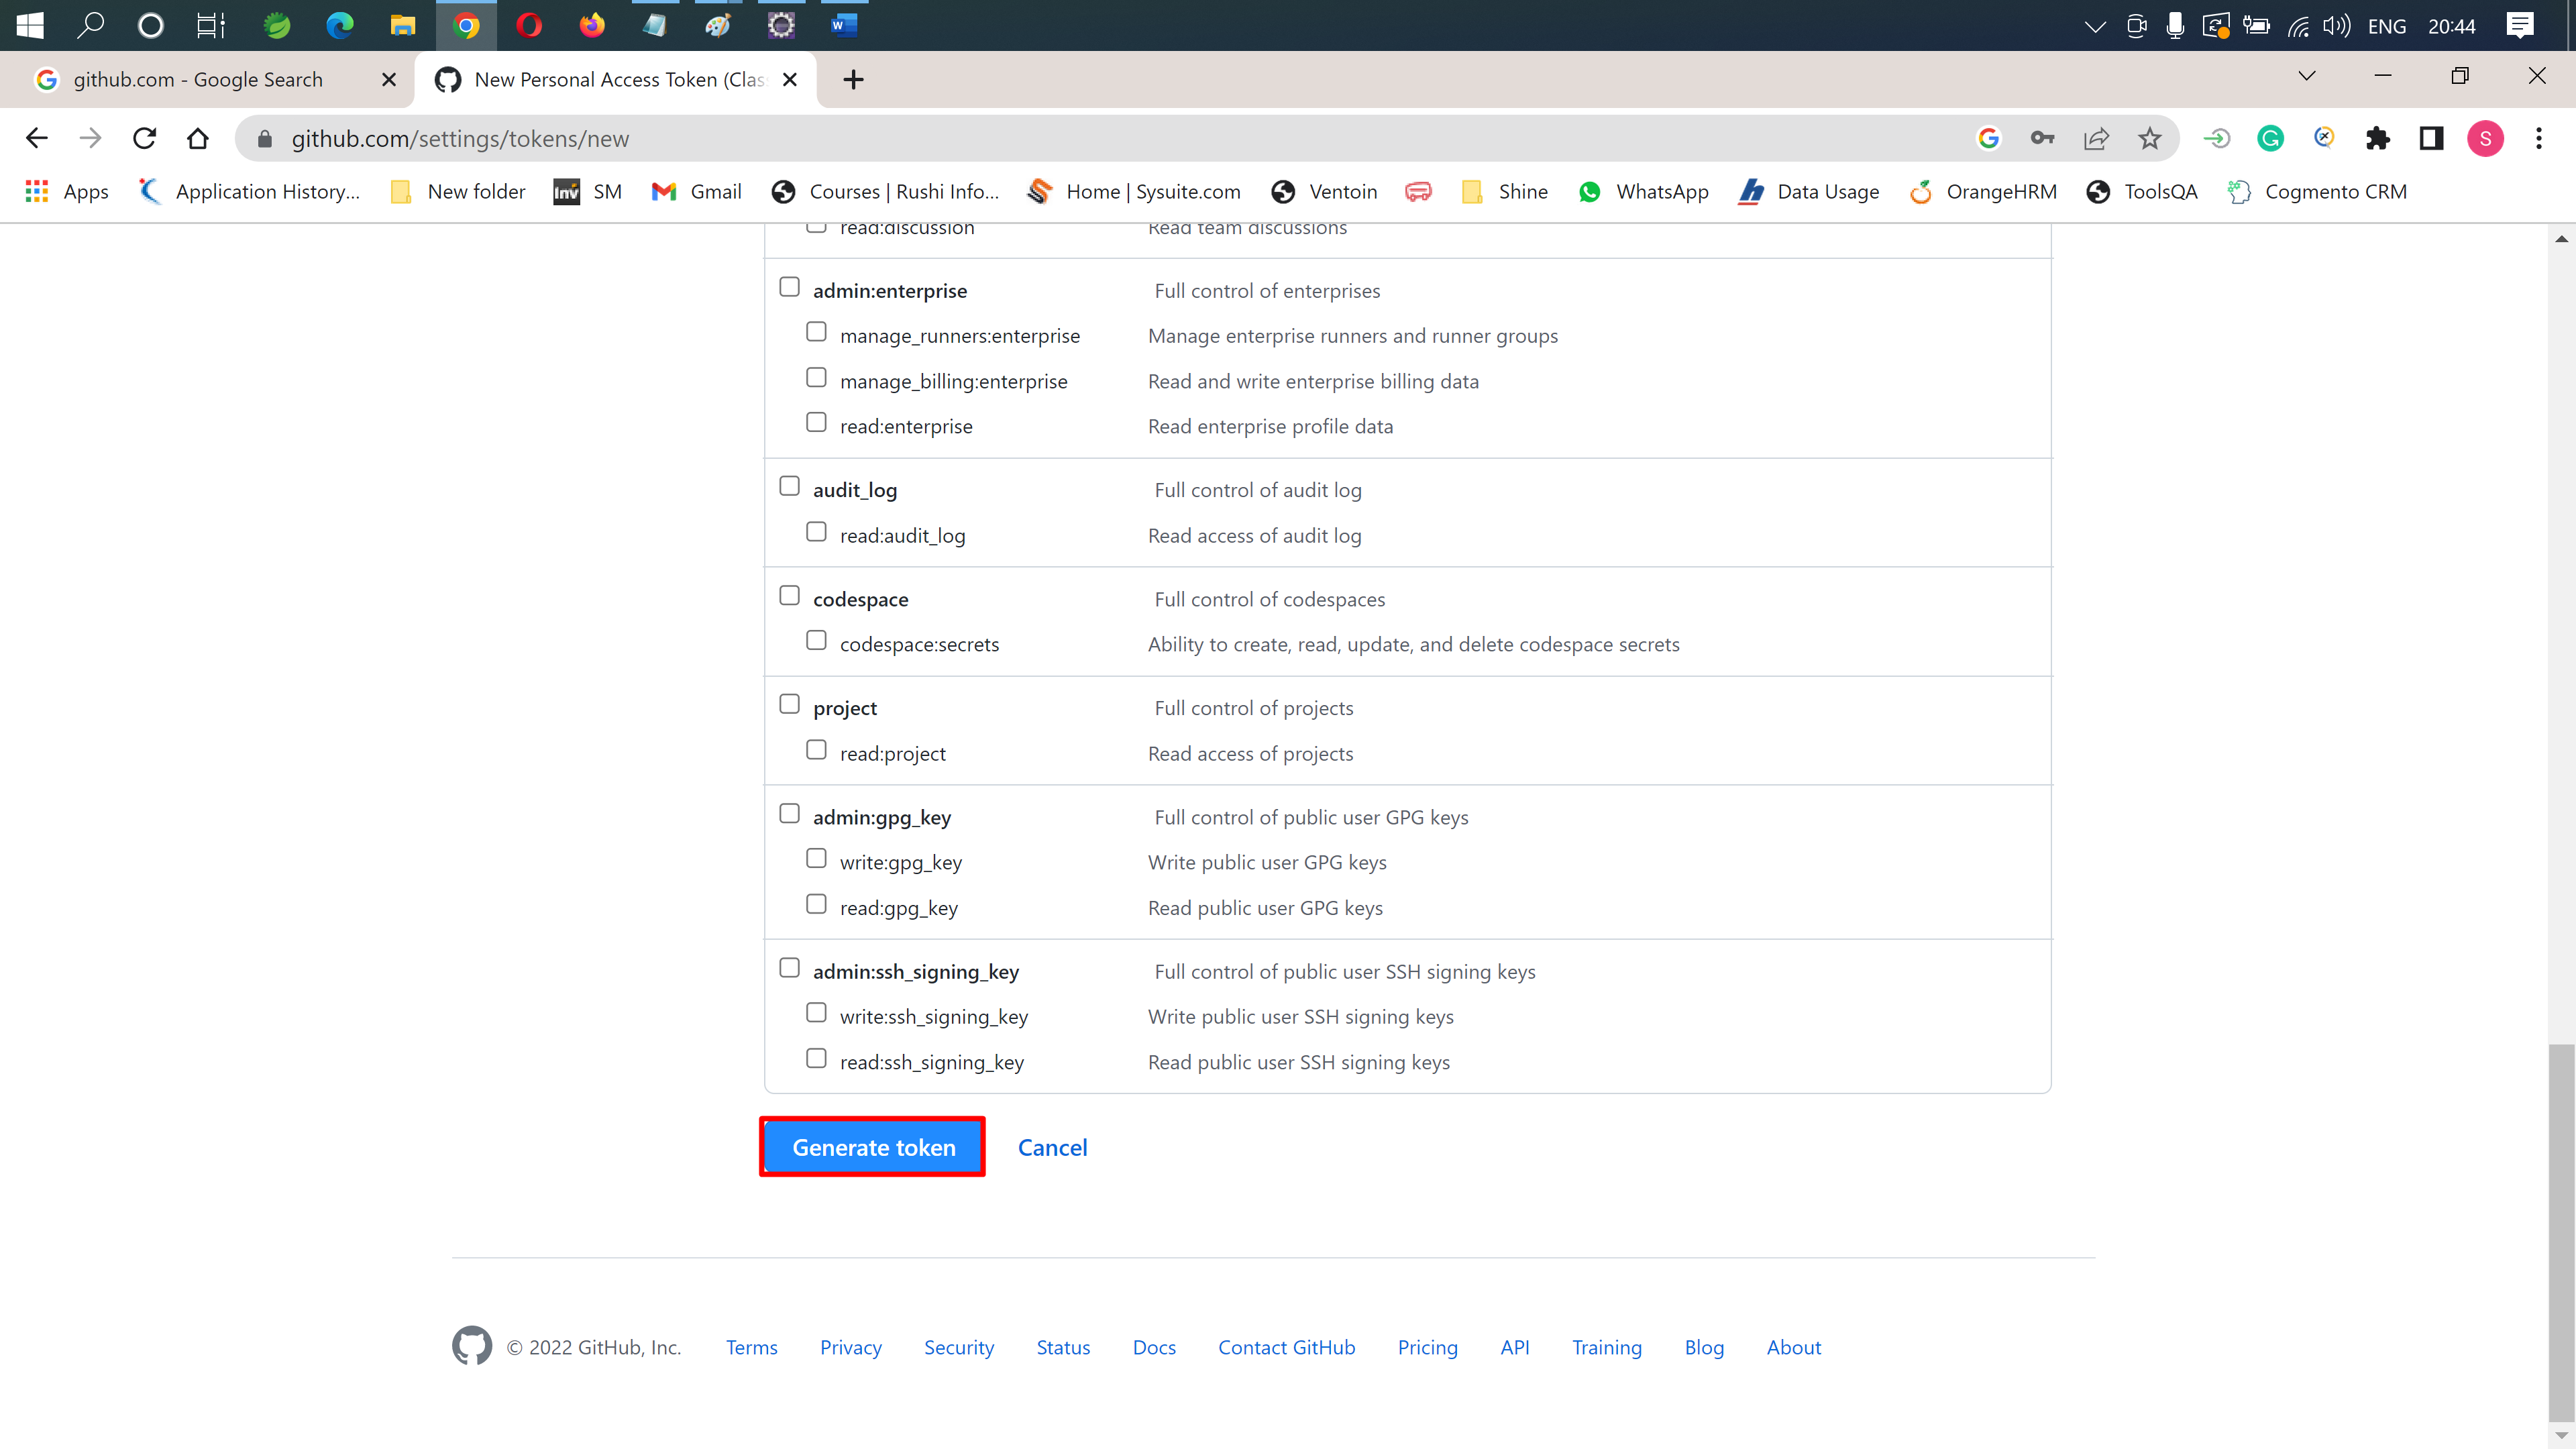 ENG 20:44
github.com - Google Search New Personal Access Token (Clas
github.com/settings/tokens/new S
Apps Application History... New folder Inv SM Gmail Courses | Rushi Info... Home | Sysuite.com Ventoin Shine WhatsApp Data Usage OrangeHRM ToolsQA Cogmento CRM
read:discussion Read team discussions
admin:enterprise Full control of enterprises
manage_runners:enterprise Manage enterprise runners and runner groups
manage_billing:enterprise Read and write enterprise billing data
read:enterprise Read enterprise profile data
audit_log Full control of audit log
read:audit_log Read access of audit log
codespace Full control of codespaces
codespace:secrets Ability to create, read, update, and delete codespace secrets
project Full control of projects
read:project Read access of projects
admin:gpg_key Full control of public user GPG keys
write:gpg_key Write public user GPG keys
read:gpg_key Read public user GPG keys
admin:ssh_signing_key Full control of public user SSH signing keys
write:ssh_signing_key Write public user SSH signing keys
read:ssh_signing_key Read public user SSH signing keys
Generate token Cancel
© 2022 GitHub, Inc. Terms Privacy Security Status Docs Contact GitHub Pricing API Training Blog About